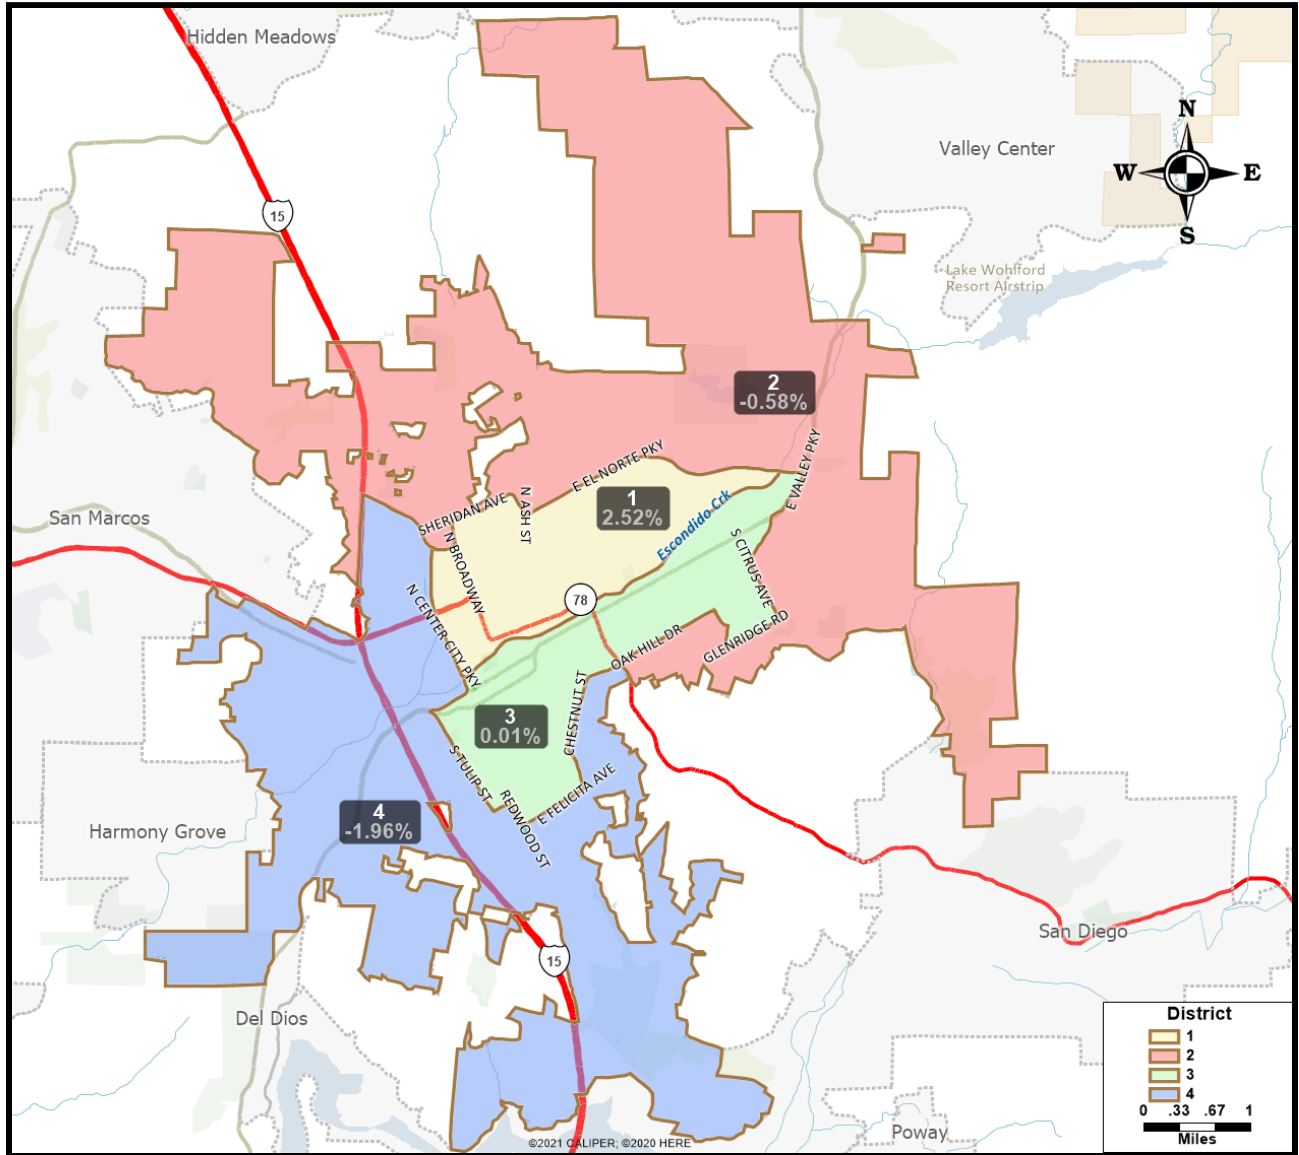 Hidden Meadows
N
Valley Center
W
E
S
15
Lake Wohlford
Resort Airstrip
2
-0.58%
E VALLEY PKY
E EL NORTE PKY
1
2.52%
N ASH ST
SHERIDAN AVE
San Marcos
Escondido Crk
N BROADWAY
S CITRUS AVE
78
N CENTER CITY PKY
OAK HILL DR
GLENRIDGE RD
CHESTNUT ST
3
0.01%
S TULIP ST
REDWOOD ST
E FELICITA AVE
4
-1.96%
Harmony Grove
San Diego
15
Del Dios
District
1
2
3
4
0 .33 .67 1
Miles
Poway
©2021 CALIPER; ©2020 HERE